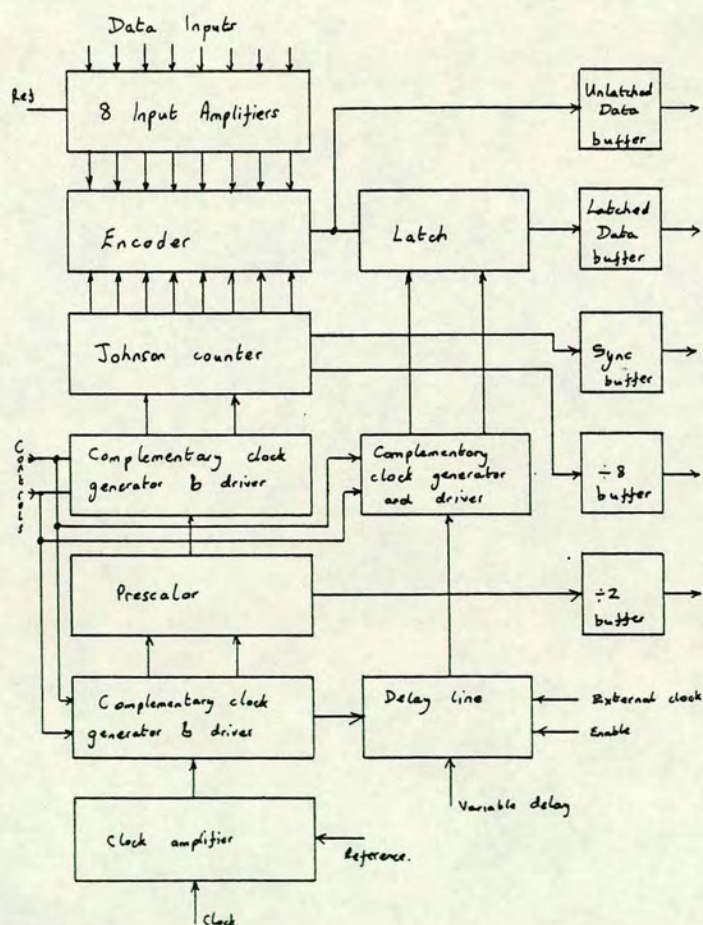 Data Inputs
Ref
8 Input Amplifiers
Unlatched
Data
buffer
Encoder
Latch
Latched
Data
buffer
Johnson counter
Sync
buffer
Controls
Complementary clock
generator & driver
Complementary
clock generator
and driver
÷8
buffer
Prescalor
÷2
buffer
Complementary clock
generator & driver
Delay line
External clock
Enable
Variable delay
Clock amplifier
Reference.
Clock